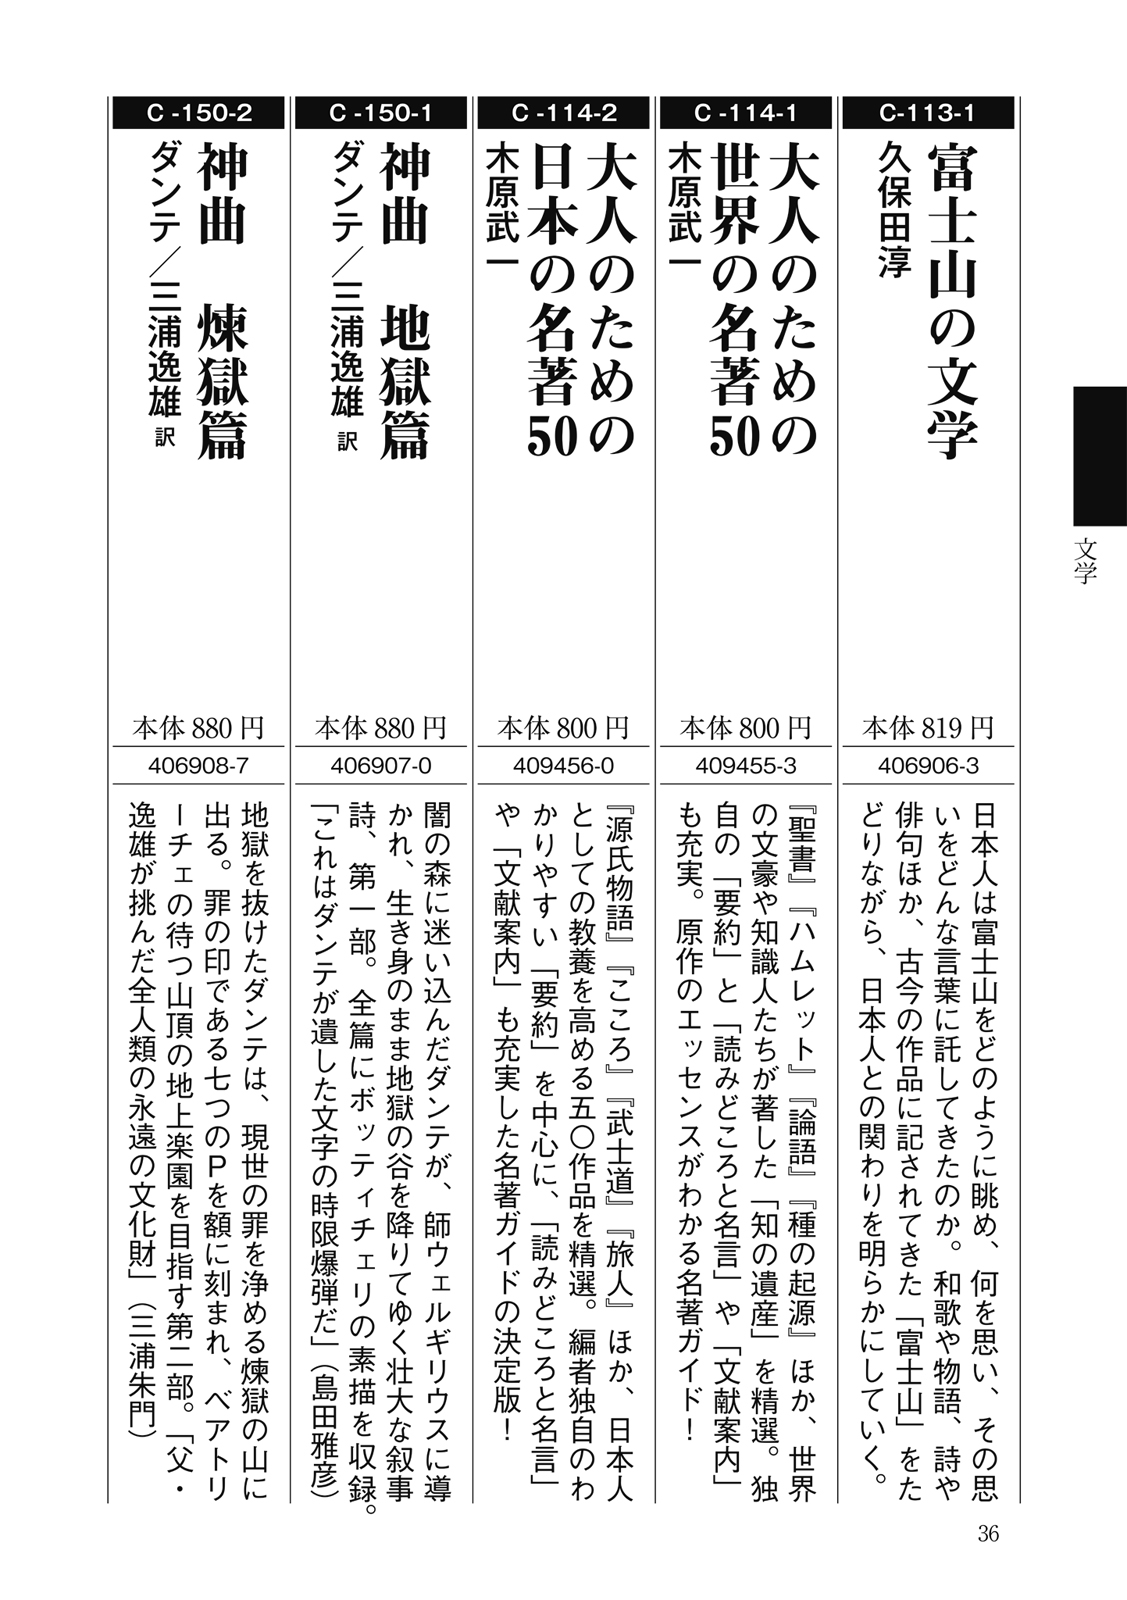 文学
C-113-1
富士山の文学
久保田淳
本体819円
406906-3
日本人は富士山をどのように眺め、何を思い、その思
いをどんな言葉に託してきたのか。和歌や物語、詩や
俳句ほか、古今の作品に記されてきた「富士山」をた
どりながら、日本人との関わりを明らかにしていく。
C-114-1
大人のための
世界の名著50
木原武一
本体800円
409455-3
『聖書』『ハムレット』『論語』『種の起源』ほか、世界
の文豪や知識人たちが著した「知の遺産」を精選。独
自の「要約」と「読みどころと名言」や「文献案内」
も充実。原作のエッセンスがわかる名著ガイド！
C-114-2
大人のための
日本の名著50
木原武一
本体800円
409456-0
『源氏物語』『こころ』『武士道』『旅人』ほか、日本人
としての教養を高める五〇作品を精選。編者独自のわ
かりやすい「要約」を中心に、「読みどころと名言」
や「文献案内」も充実した名著ガイドの決定版！
C-150-1
神曲　地獄篇
ダンテ／三浦逸雄 訳
本体880円
406907-0
闇の森に迷い込んだダンテが、師ウェルギリウスに導
かれ、生き身のまま地獄の谷を降りてゆく壮大な叙事
詩、第一部。全篇にボッティチェリの素描を収録。
「これはダンテが遺した文字の時限爆弾だ」（島田雅彦）
C-150-2
神曲　煉獄篇
ダンテ／三浦逸雄 訳
本体880円
406908-7
地獄を抜けたダンテは、現世の罪を浄める煉獄の山に
出る。罪の印である七つのPを額に刻まれ、ベアトリ
ーチェの待つ山頂の地上楽園を目指す第二部。「父・
逸雄が挑んだ全人類の永遠の文化財」（三浦朱門）
36